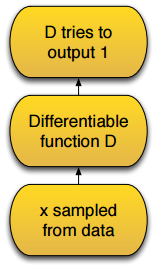 D tries to
output 1
Differentiable
function D
x sampled
from data